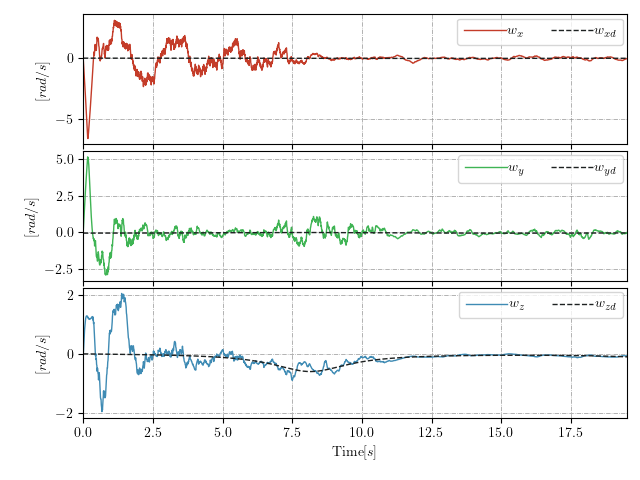 w_x w_xd
[rad/s]
0
−5
w_y w_yd
[rad/s]
5.0
2.5
0.0
−2.5
w_z w_zd
[rad/s]
2
0
−2
0.0 2.5 5.0 7.5 10.0 12.5 15.0 17.5
Time[s]